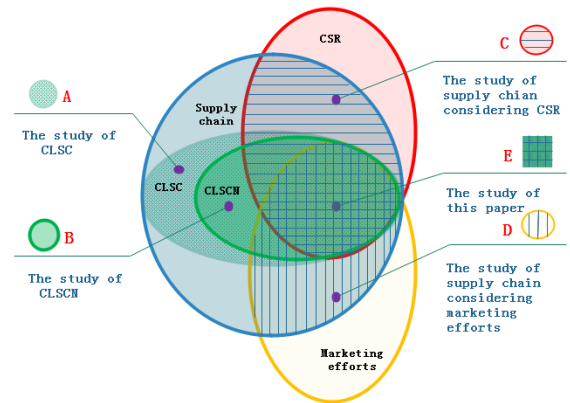 CSR
C
The study of
supply chian
considering CSR
A
The study of
CLSC
Supply
chain
CLSC
CLSCN
E
The study of
this paper
B
The study of
CLSCN
D
The study of
supply chain
considering
marketing
efforts
Marketing
efforts